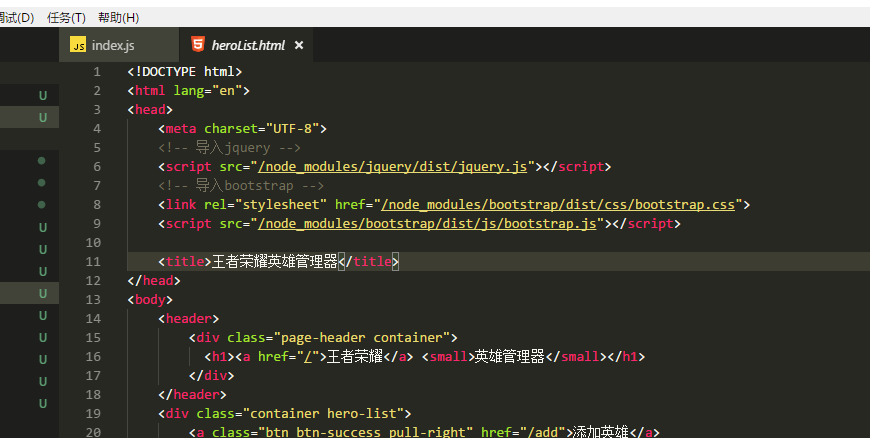 调试(D) 任务(T) 帮助(H)
JS index.js 5 heroList.html ×
1 <!DOCTYPE html>
U 2 <html lang="en">
U 3 <head>
4 <meta charset="UTF-8">
5 <!-- 导入jquery -->
6 <script src="/node_modules/jquery/dist/jquery.js"></script>
7 <!-- 导入bootstrap -->
8 <link rel="stylesheet" href="/node_modules/bootstrap/dist/css/bootstrap.css">
U 9 <script src="/node_modules/bootstrap/dist/js/bootstrap.js"></script>
U 10
U 11 <title>王者荣耀英雄管理器</title>
12 </head>
U 13 <body>
U 14 <header>
U 15 <div class="page-header container">
U 16 <h1><a href="/">王者荣耀</a> <small>英雄管理器</small></h1>
U 17 </div>
18 </header>
U 19 <div class="container hero-list">
20 <a class="btn btn-success pull-right" href="/add">添加英雄</a>